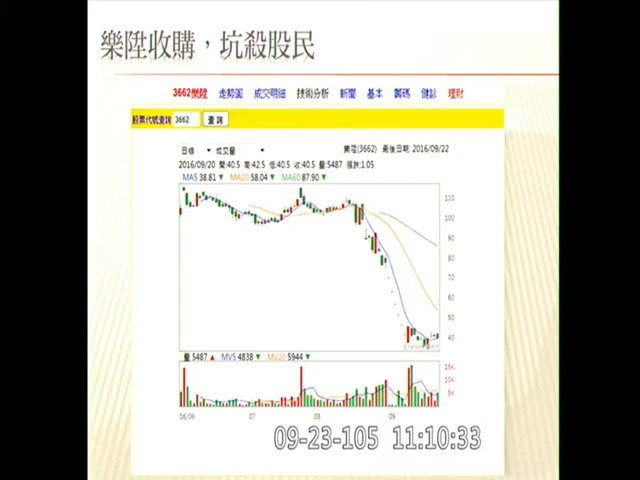 樂陞收購，坑殺股民
3662樂陞 走勢圖 成交明細 技術分析 新聞 基本 籌碼 健診 理財
股票代號查詢 3662 查 詢
日線 成交量 樂陞(3662) 最後日期:2016/09/22
2016/09/20 開:40.5 高:42.5 低:40.5 收:40.5 量:5487 漲跌:1.05
MA5 38.81▼ MA20 58.04▼ MA60 87.90▼
110
100
90
80
70
60
50
40
量 5487▲ MV5 4838▼ MV20 5944▼
15K
10K
5K
16/06 07 08 09
09-23-105 11:10:33